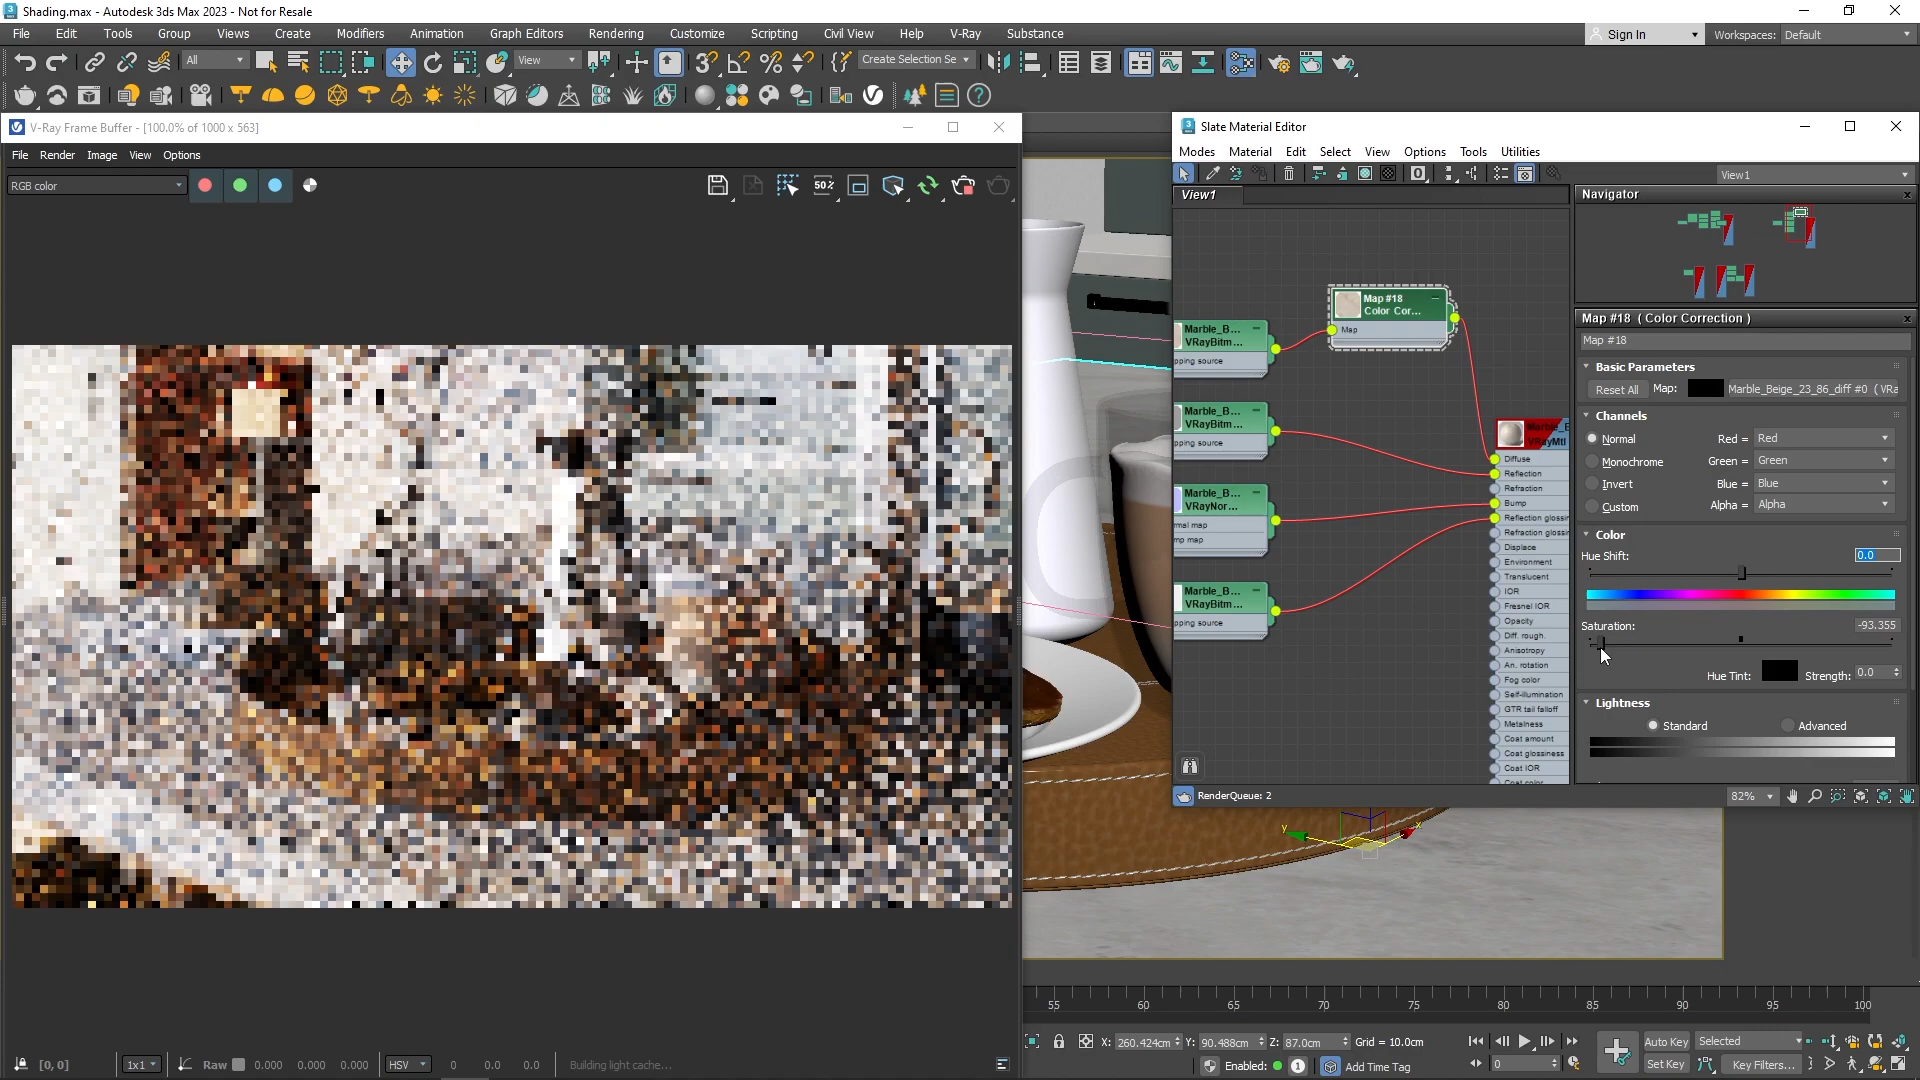 Shading.max - Autodesk 3ds Max 2023 - Not for Resale
File Edit Tools Group Views Create Modifiers Animation Graph Editors Rendering Customize Scripting Civil View Help V-Ray Substance
Sign In
Workspaces: Default
All
View
Create Selection Se
V-Ray Frame Buffer - [100.0% of 1000 x 563]
File Render Image View Options
RGB color
50%
[0, 0]
1x1
Raw 0.000 0.000 0.000
HSV
0 0.0 0.0
Building light cache...
Slate Material Editor
Modes Material Edit Select View Options Tools Utilities
View1
View1
Map #18
Color Cor...
Map
Marble_B...
VRayBitm...
pping source
Marble_B...
VRayBitm...
pping source
Marble_B...
VRayNor...
mal map
mp map
Marble_B...
VRayBitm...
pping source
Marble_B
VRayMtl
Diffuse
Reflection
Refraction
Bump
Reflection glossin
Refraction glossin
Displace
Environment
Translucent
IOR
Fresnel IOR
Opacity
Diff. rough.
Anisotropy
An. rotation
Fog color
Self-illumination
GTR tail falloff
Metalness
Coat amount
Coat glossiness
Coat IOR
Coat color
RenderQueue: 2
82%
Navigator
Map #18 ( Color Correction )
Map #18
Basic Parameters
Reset All Map: Marble_Beige_23_86_diff #0 ( VRa
Channels
Normal Red = Red
Monochrome Green = Green
Invert Blue = Blue
Custom Alpha = Alpha
Color
Hue Shift: 0.0
Saturation: -93.355
Hue Tint: Strength: 0.0
Lightness
Standard Advanced
y x
55 60 65 70 75 80 85 90 95 100
X: 260.424cm Y: 90.488cm Z: 87.0cm Grid = 10.0cm
Enabled: 1 Add Time Tag
0
Auto Key Selected
Set Key Key Filters...